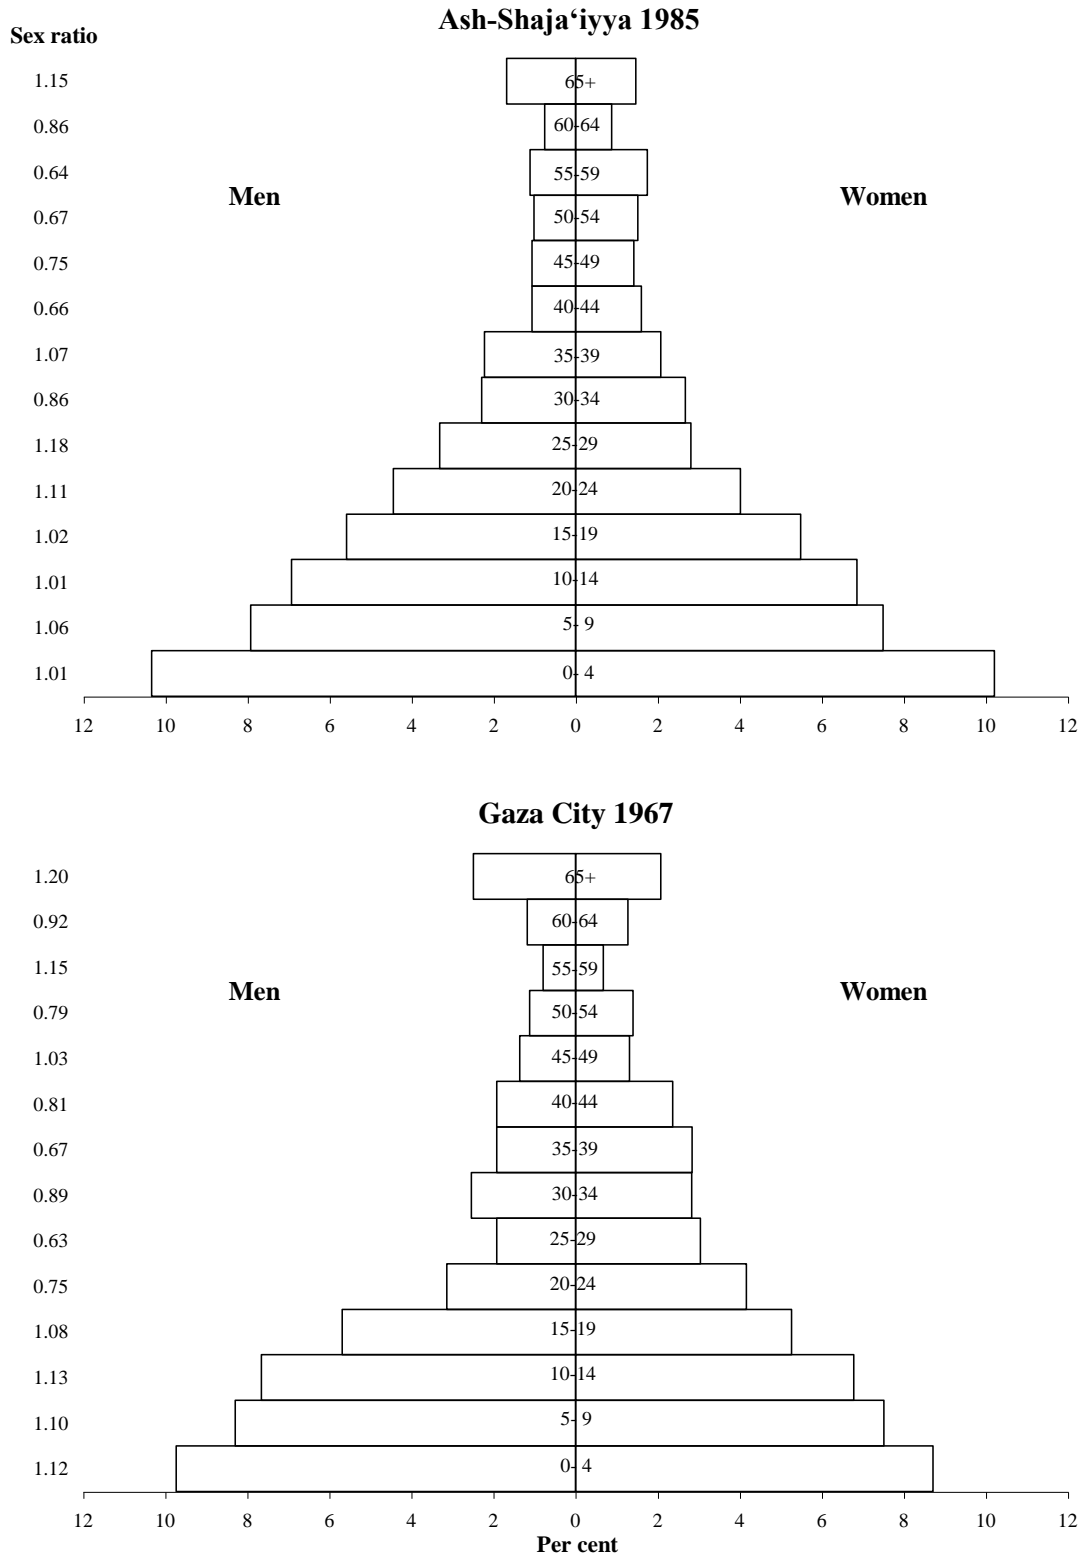 Ash-Shaja‘iyya 1985
Sex ratio
1.15 65+
0.86 60-64
0.64 55-59
Men Women
0.67 50-54
0.75 45-49
0.66 40-44
1.07 35-39
0.86 30-34
1.18 25-29
1.11 20-24
1.02 15-19
1.01 10-14
1.06 5- 9
1.01 0- 4
12 10 8 6 4 2 0 2 4 6 8 10 12
Gaza City 1967
1.20 65+
0.92 60-64
1.15 55-59
Men Women
0.79 50-54
1.03 45-49
0.81 40-44
0.67 35-39
0.89 30-34
0.63 25-29
0.75 20-24
1.08 15-19
1.13 10-14
1.10 5- 9
1.12 0- 4
12 10 8 6 4 2 0 2 4 6 8 10 12
Per cent